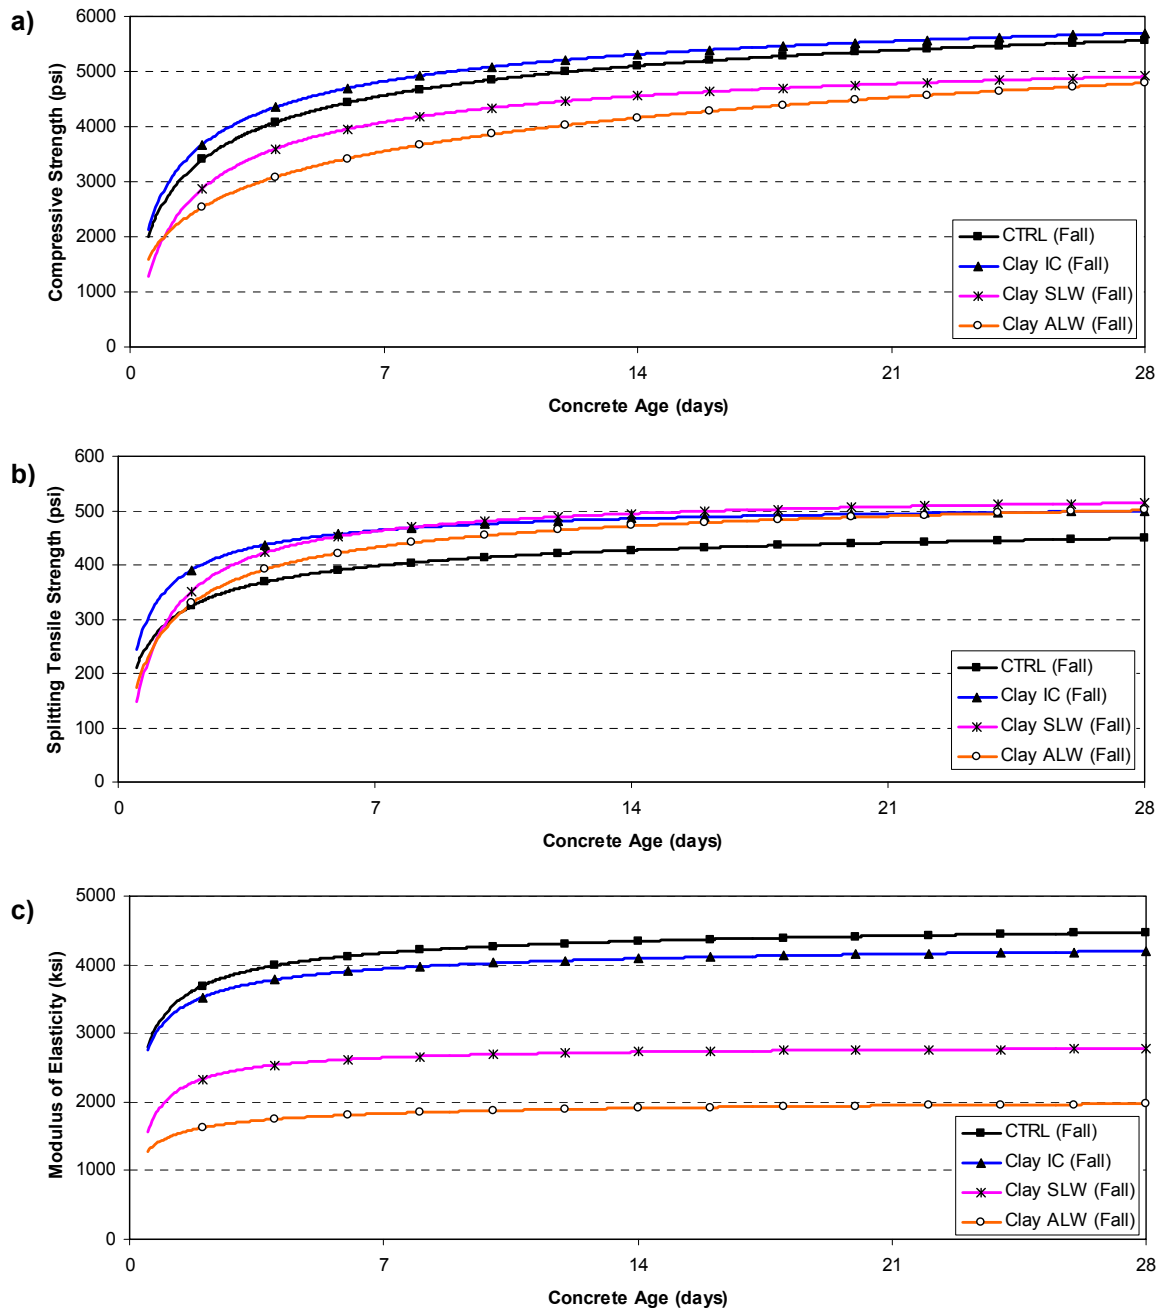 a)
Compressive Strength (psi)
6000
5000
4000
3000
2000
1000
0
CTRL (Fall)
Clay IC (Fall)
Clay SLW (Fall)
Clay ALW (Fall)
0 7 14 21 28
Concrete Age (days)
b)
Splitting Tensile Strength (psi)
600
500
400
300
200
100
0
CTRL (Fall)
Clay IC (Fall)
Clay SLW (Fall)
Clay ALW (Fall)
0 7 14 21 28
Concrete Age (days)
c)
Modulus of Elasticity (ksi)
5000
4000
3000
2000
1000
0
CTRL (Fall)
Clay IC (Fall)
Clay SLW (Fall)
Clay ALW (Fall)
0 7 14 21 28
Concrete Age (days)